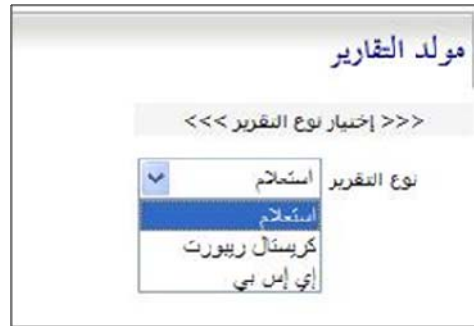 مولد التقارير
<<< إختيار نوع التقرير >>>
نوع التقرير استعلام
استعلام
كريستال ريبورت
إي إس بي